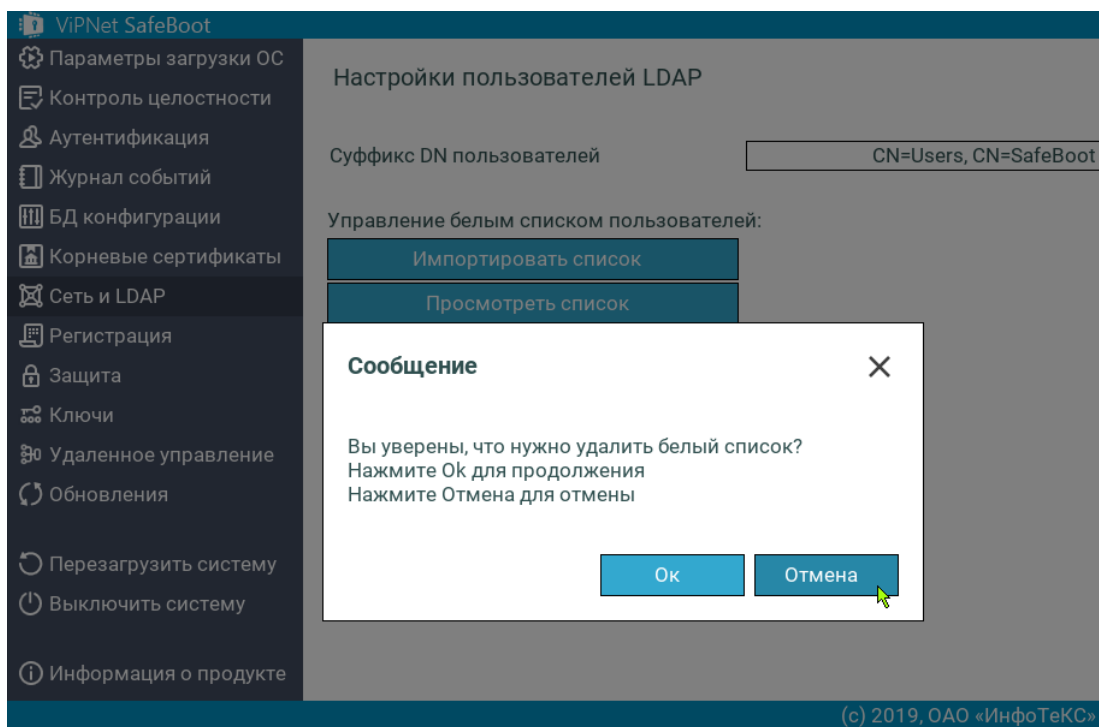 ViPNet SafeBoot
Параметры загрузки ОС
Контроль целостности
Аутентификация
Журнал событий
БД конфигурации
Корневые сертификаты
Сеть и LDAP
Регистрация
Защита
Ключи
Удаленное управление
Обновления
Перезагрузить систему
Выключить систему
Информация о продукте
Настройки пользователей LDAP
Суффикс DN пользователей CN=Users, CN=SafeBoot
Управление белым списком пользователей:
Импортировать список
Просмотреть список
Сообщение
Вы уверены, что нужно удалить белый список?
Нажмите Ok для продолжения
Нажмите Отмена для отмены
Ок Отмена
(c) 2019, ОАО «ИнфоТеКС»